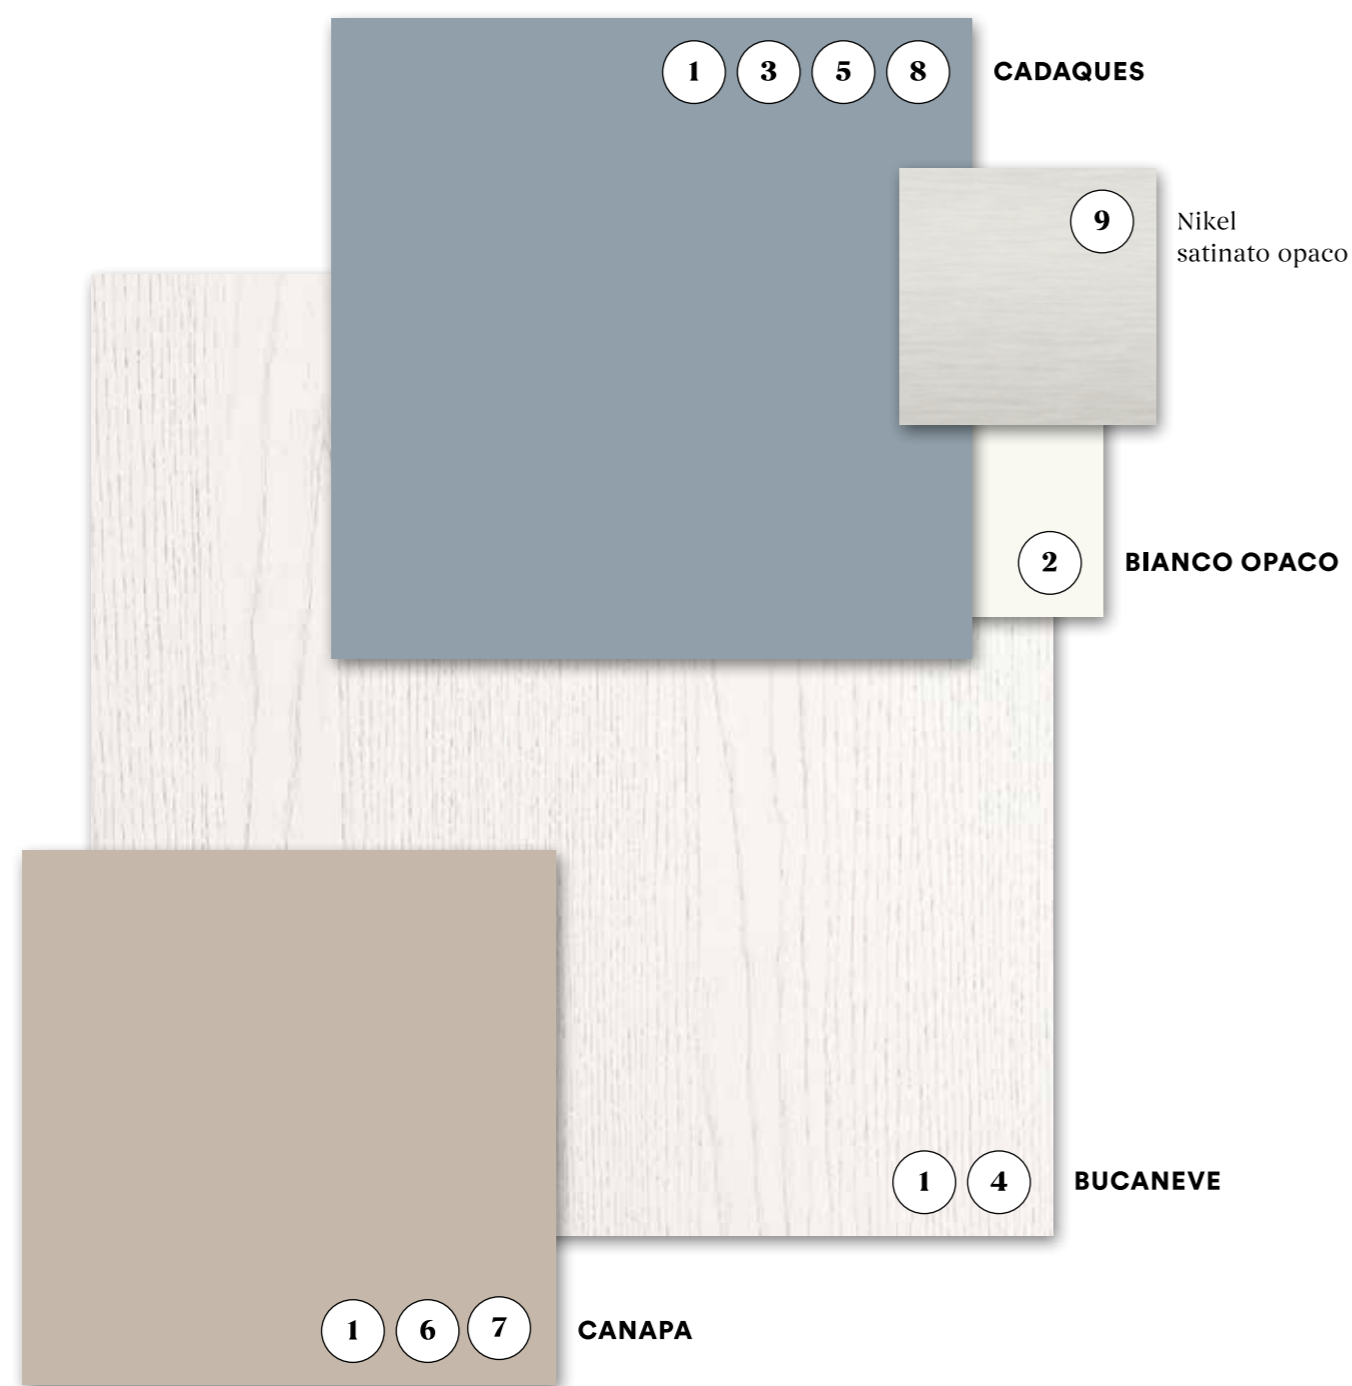 1 3 5 8 CADAQUES
9 Nikel
satinato opaco
2 BIANCO OPACO
1 4 BUCANEVE
1 6 7 CANAPA